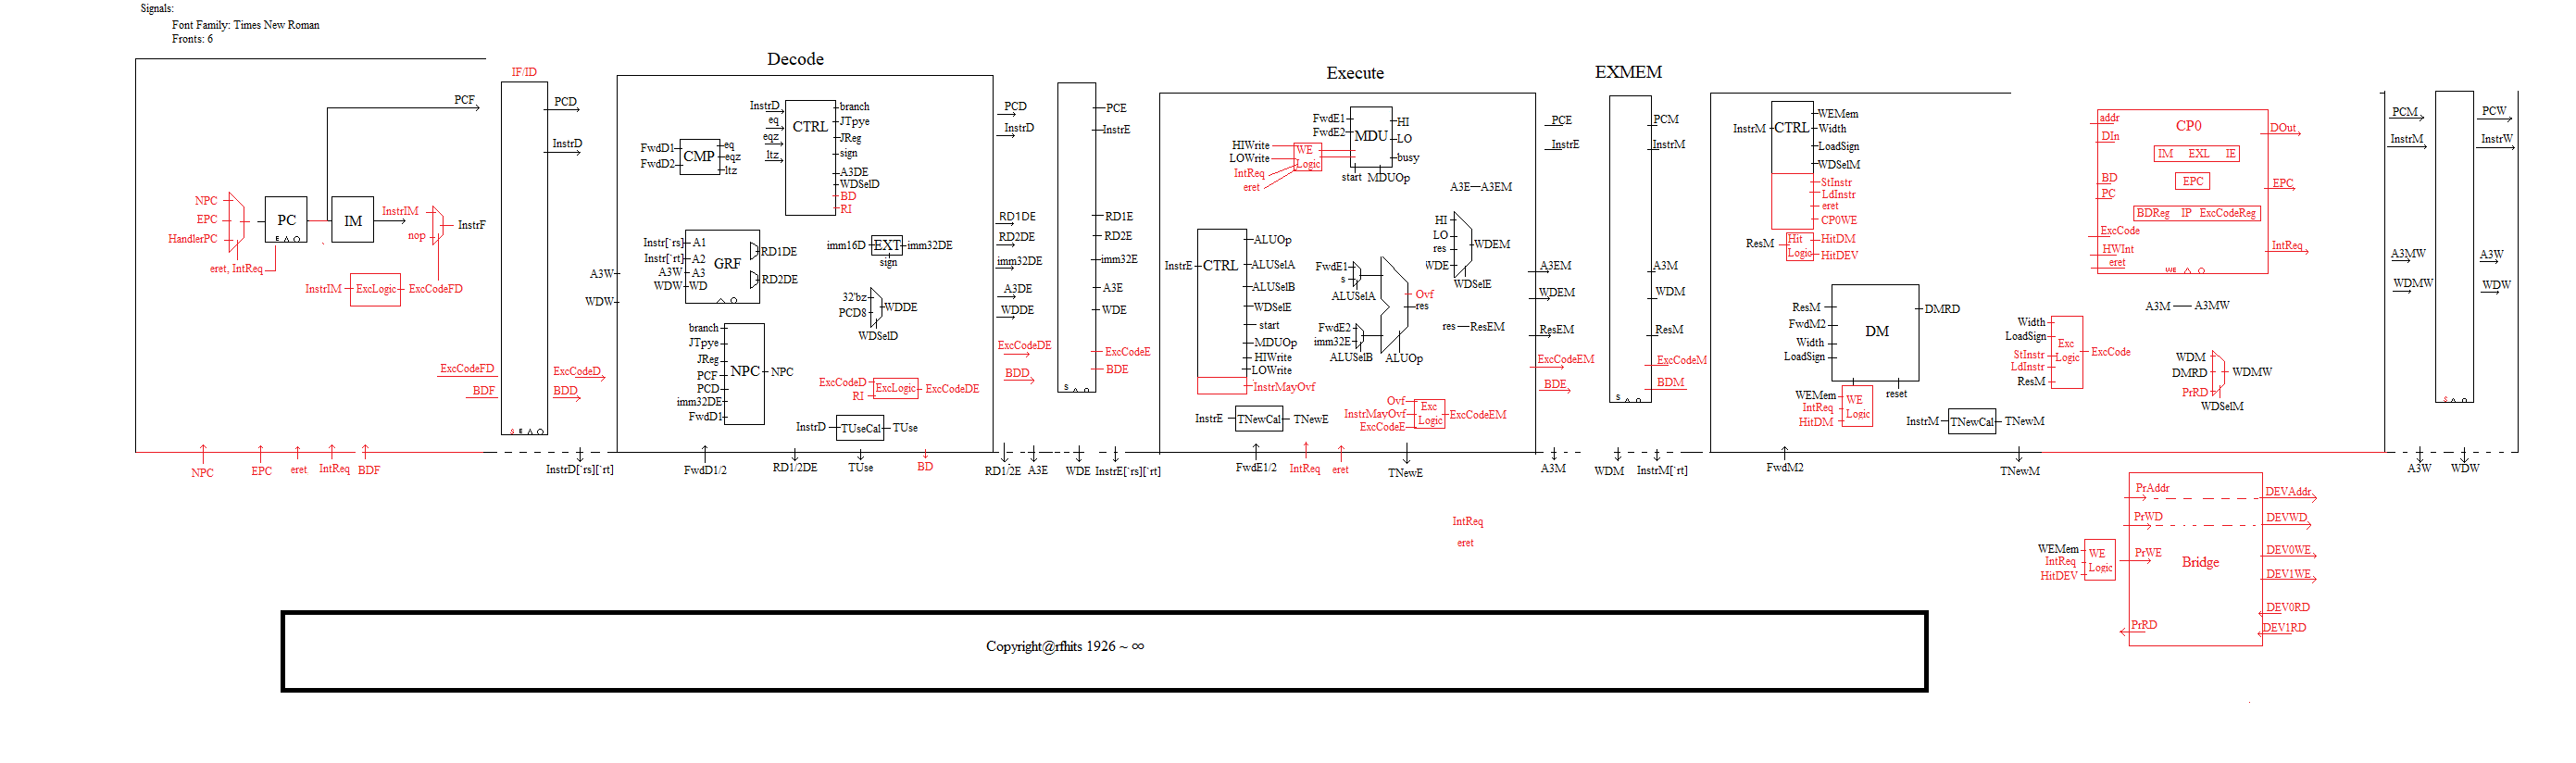 Signals:
Font Family: Times New Roman
Fronts: 6
NPC
EPC
HandlerPC
PC
E
eret, IntReq
IM
PCF
InstrIM
nop
InstrF
InstrIM
ExcLogic
ExcCodeFD
ExcCodeFD
BDF
NPC
EPC
eret
IntReq
BDF
IF/ID
S E
PCD
InstrD
ExcCodeD
BDD
InstrD[`rs][`rt]
Decode
A3W
WDW
FwdD1
FwdD2
CMP
eq
eqz
ltz
InstrD
eq
eqz
ltz
CTRL
branch
JTpye
JReg
sign
A3DE
WDSelD
BD
RI
Instr[`rs]
Instr[`rt]
A3W
WDW
A1
A2
A3
WD
GRF
RD1DE
RD2DE
imm16D
EXT
imm32DE
sign
32'bz
PCD8
WDDE
WDSelD
branch
JTpye
JReg
PCF
PCD
imm32DE
FwdD1
NPC
NPC
ExcCodeD
RI
ExcLogic
ExcCodeDE
InstrD
TUseCal
TUse
FwdD1/2
RD1/2DE
TUse
BD
PCD
InstrD
RD1DE
RD2DE
imm32DE
A3DE
WDDE
ExcCodeDE
BDD
S
PCE
InstrE
RD1E
RD2E
imm32E
A3E
WDE
ExcCodeE
BDE
RD1/2E
A3E
WDE
InstrE[`rs][`rt]
Execute
FwdE1
FwdE2
MDU
HI
LO
busy
start
MDUOp
HIWrite
LOWrite
IntReq
eret
WE
Logic
A3E
A3EM
InstrE
CTRL
ALUOp
ALUSelA
ALUSelB
WDSelE
start
MDUOp
HIWrite
LOWrite
InstrMayOvf
HI
LO
res
WDE
WDEM
WDSelE
FwdE1
s
ALUSelA
FwdE2
imm32E
ALUSelB
Ovf
res
ALUOp
res
ResEM
InstrE
TNewCal
TNewE
Ovf
InstrMayOvf
ExcCodeE
Exc
Logic
ExcCodeEM
FwdE1/2
IntReq
eret
TNewE
IntReq
eret
PCE
InstrE
A3EM
WDEM
ResEM
ExcCodeEM
BDE
EXMEM
S
PCM
InstrM
A3M
WDM
ResM
ExcCodeM
BDM
A3M
WDM
InstrM[`rs][`rt]
InstrM
CTRL
WEMem
Width
LoadSign
WDSelM
StInstr
LdInstr
eret
CP0WE
ResM
Hit
Logic
HitDM
HitDEV
ResM
FwdM2
Width
LoadSign
DM
DMRD
reset
WEMem
IntReq
HitDM
WE
Logic
InstrM
TNewCal
TNewM
FwdM2
TNewM
Width
LoadSign
StInstr
LdInstr
ResM
Exc
Logic
ExcCode
addr
DIn
BD
PC
ExcCode
HWInt
eret
CP0
IM EXL IE
EPC
BDReg IP ExcCodeReg
WE
DOut
EPC
IntReq
A3M
A3MW
WDM
DMRD
PrRD
WDMW
WDSelM
PCM
InstrM
A3MW
WDMW
S
PCW
InstrW
A3W
WDW
A3W
WDW
WEMem
IntReq
HitDEV
WE
Logic
PrAddr
PrWD
PrWE
PrRD
Bridge
DEVAddr
DEVWD
DEV0WE
DEV1WE
DEV0RD
DEV1RD
Copyright@rfhits 1926 ~ ∞